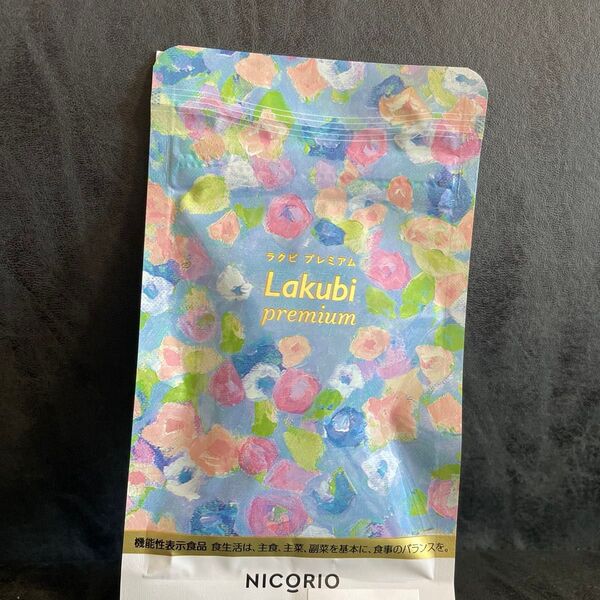 ラクビ プレミアム
Lakubi
premium
機能性表示食品 食生活は、主食、主菜、副菜を基本に、食事のバランスを。
NICORIO